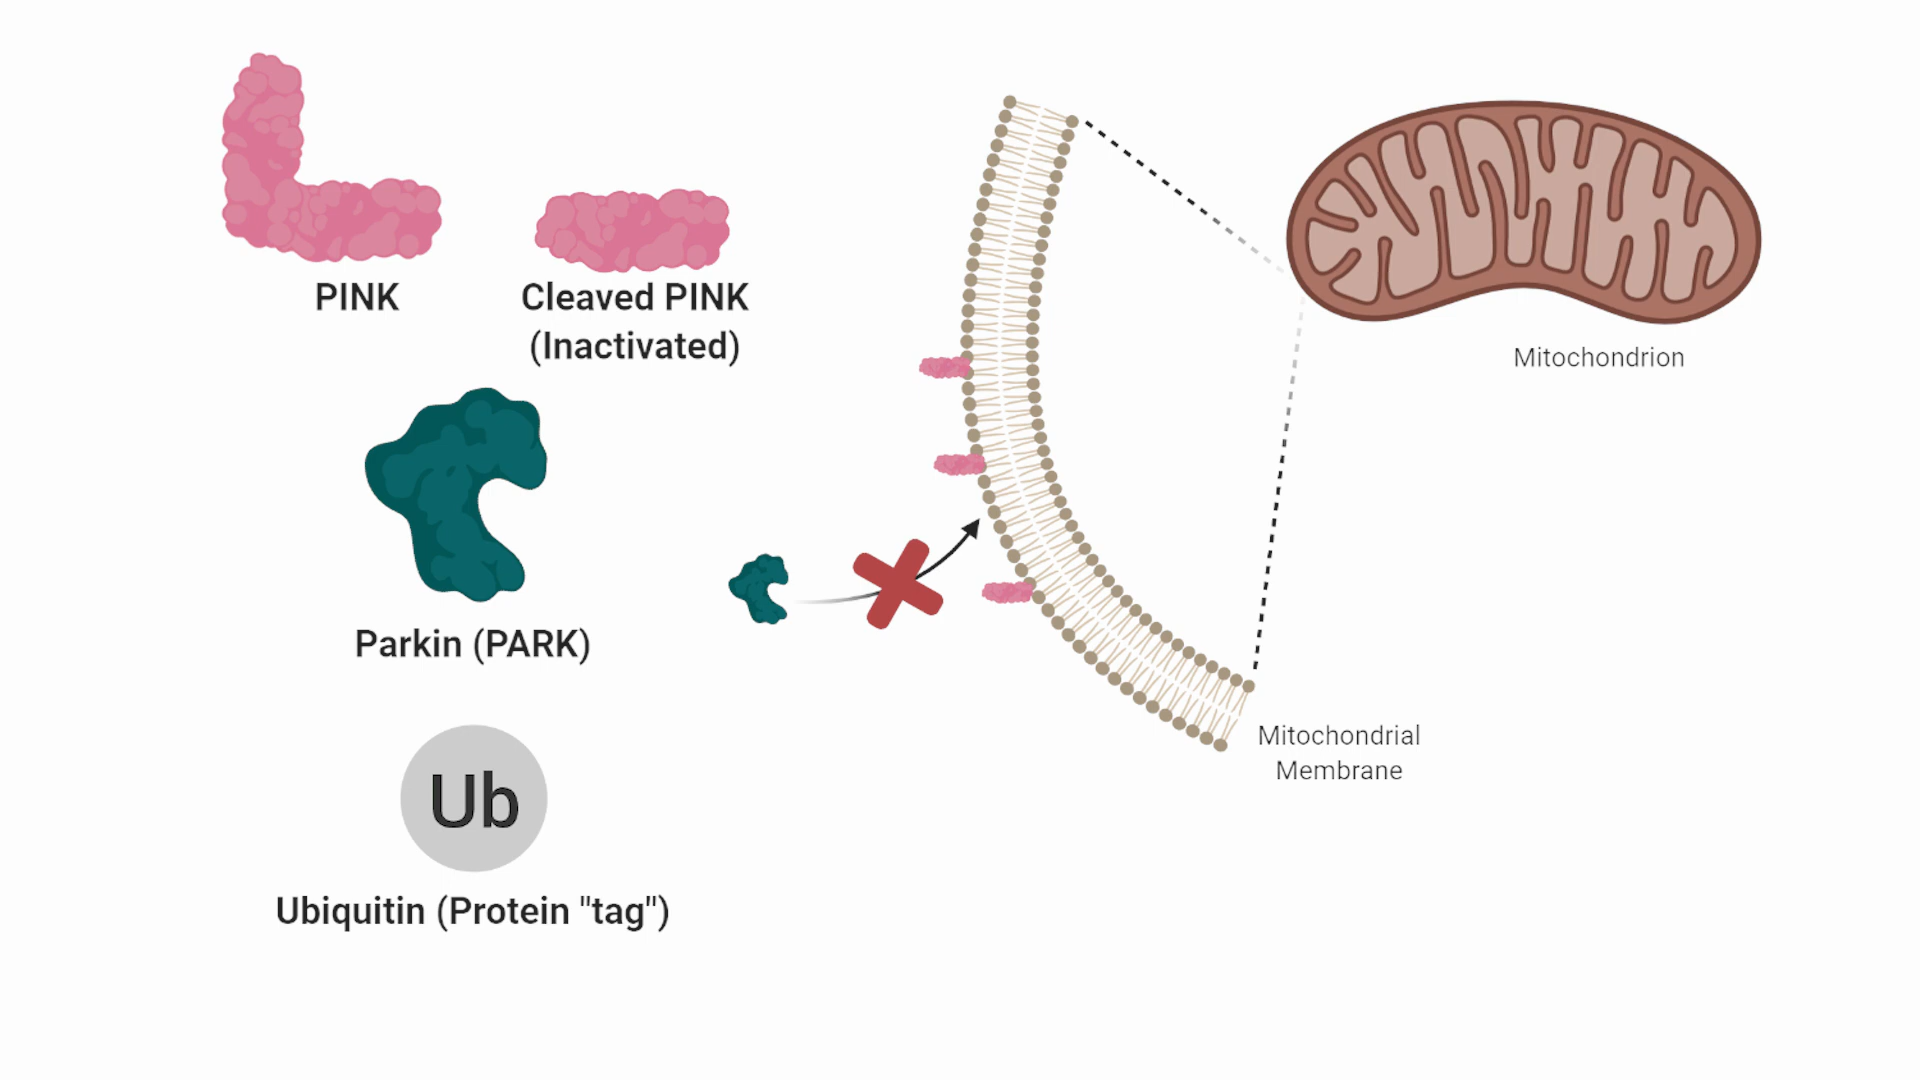 PINK
Cleaved PINK
(Inactivated)
Mitochondrion
Parkin (PARK)
Mitochondrial
Membrane
Ub
Ubiquitin (Protein "tag")